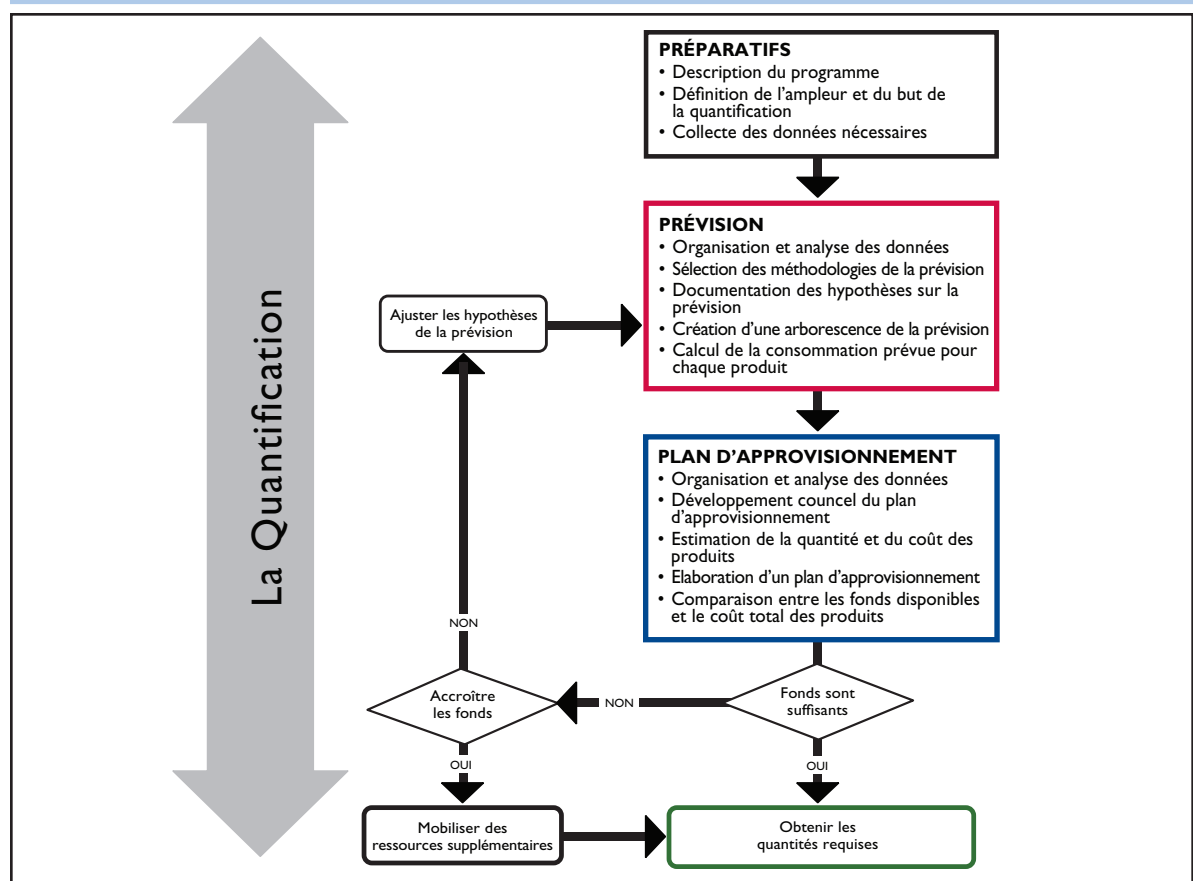 La Quantification
PRÉPARATIFS
• Description du programme
• Définition de l'ampleur et du but de
la quantification
• Collecte des données nécessaires
PRÉVISION
• Organisation et analyse des données
• Sélection des méthodologies de la prévision
• Documentation des hypothèses sur la
prévision
• Création d'une arborescence de la prévision
• Calcul de la consommation prévue pour
chaque produit
Ajuster les hypothèses
de la prévision
PLAN D'APPROVISIONNEMENT
• Organisation et analyse des données
• Développement councel du plan
d'approvisionnement
• Estimation de la quantité et du coût des
produits
• Elaboration d'un plan d'approvisionnement
• Comparaison entre les fonds disponibles
et le coût total des produits
NON
Accroître
les fonds
NON
Fonds sont
suffisants
OUI
OUI
Mobiliser des
ressources supplémentaires
Obtenir les
quantités requises